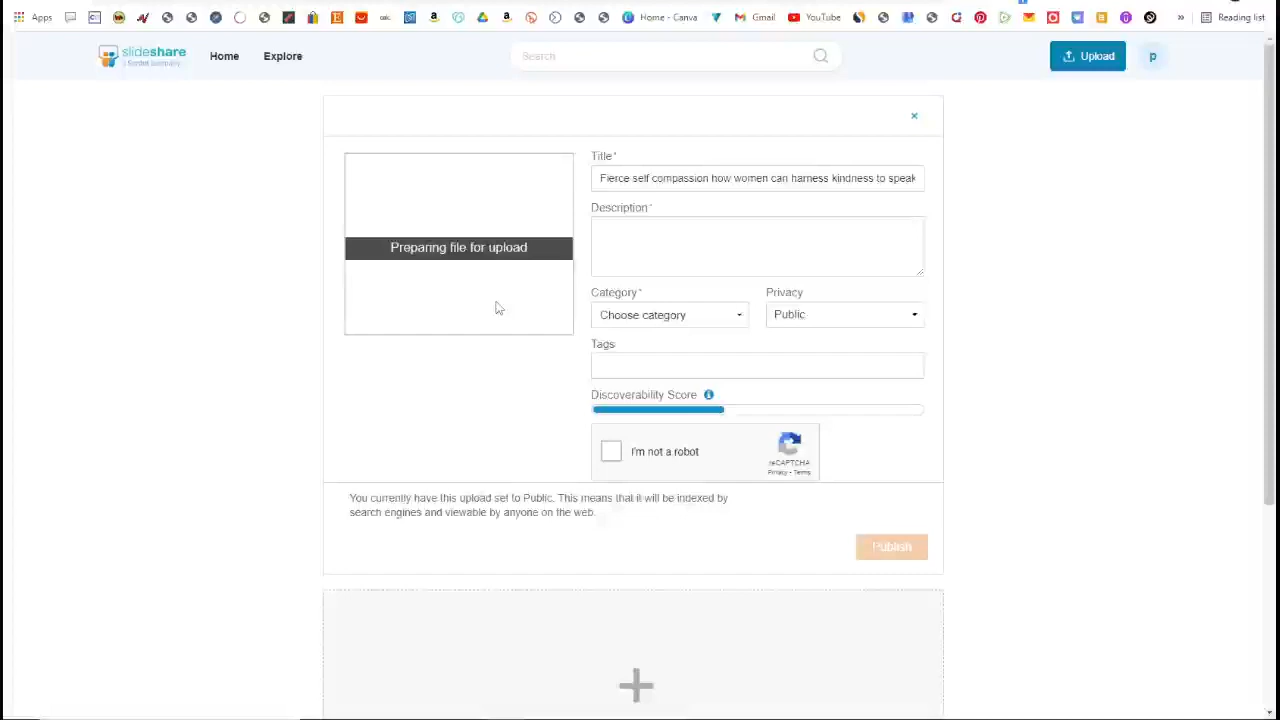 Apps
Home - Canva
Gmail
YouTube
»
Reading list
slideshare
a Scribd company
Home
Explore
Search
Upload
p
×
Title*
Fierce self compassion how women can harness kindness to speak
Preparing file for upload
Description*
Category*
Privacy
Choose category
Public
Tags
Discoverability Score
I'm not a robot
reCAPTCHA
Privacy - Terms
You currently have this upload set to Public. This means that it will be indexed by
search engines and viewable by anyone on the web.
Publish